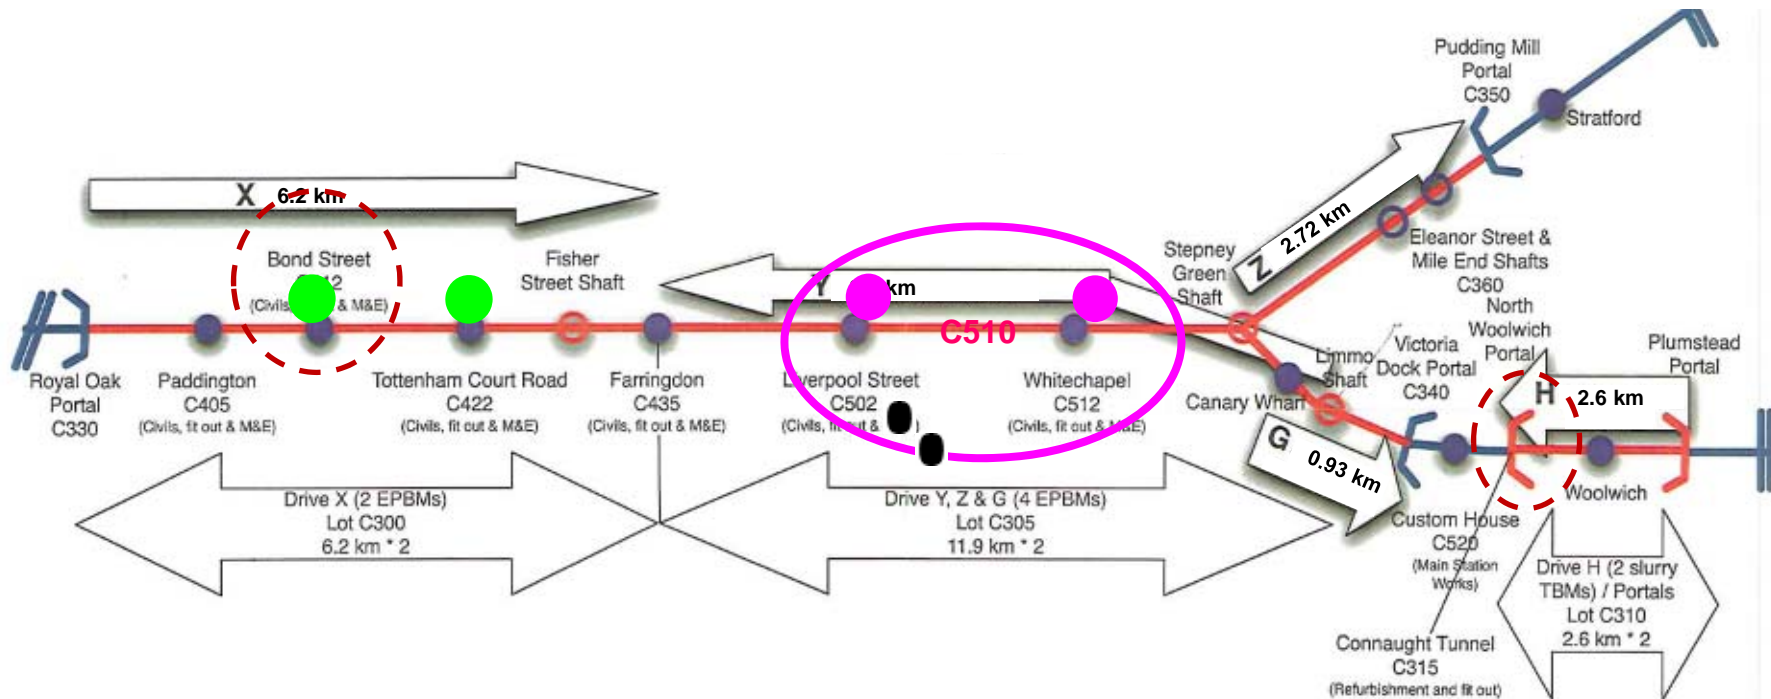 Pudding Mill
Portal
C350
Stratford
X 6.2 km
2.72 km
Z
Bond Street
(Civils, & M&E)
Fisher
Street Shaft
Y km
Stepney
Green
Shaft
Eleanor Street &
Mile End Shafts
C360
C510
North
Woolwich
Portal
Limmo
Shaft
Victoria
Dock Portal
C340
Plumstead
Portal
Royal Oak
Portal
C330
Paddington
C405
(Civils, fit out & M&E)
Tottenham Court Road
C422
(Civils, fit out & M&E)
Farringdon
C435
(Civils, fit out & M&E)
Liverpool Street
C502
(Civils, fit out & )
Whitechapel
C512
(Civils, fit out & M&E)
Canary Wharf
H 2.6 km
G 0.93 km
Woolwich
Drive X (2 EPBMs)
Lot C300
6.2 km * 2
Drive Y, Z & G (4 EPBMs)
Lot C305
11.9 km * 2
Custom House
C520
(Main Station
Works)
Drive H (2 slurry
TBMs) / Portals
Lot C310
2.6 km * 2
Connaught Tunnel
C315
(Refurbishment and fit out)